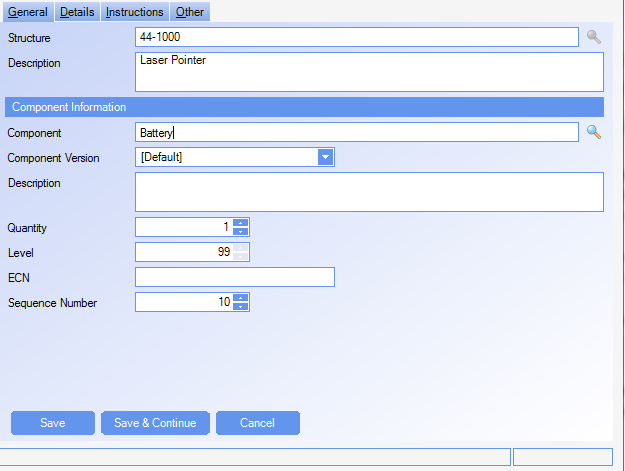 General Details Instructions Other
Structure 44-1000
Description Laser Pointer
Component Information
Component Battery
Component Version [Default]
Description
Quantity 1
Level 99
ECN
Sequence Number 10
Save Save & Continue Cancel